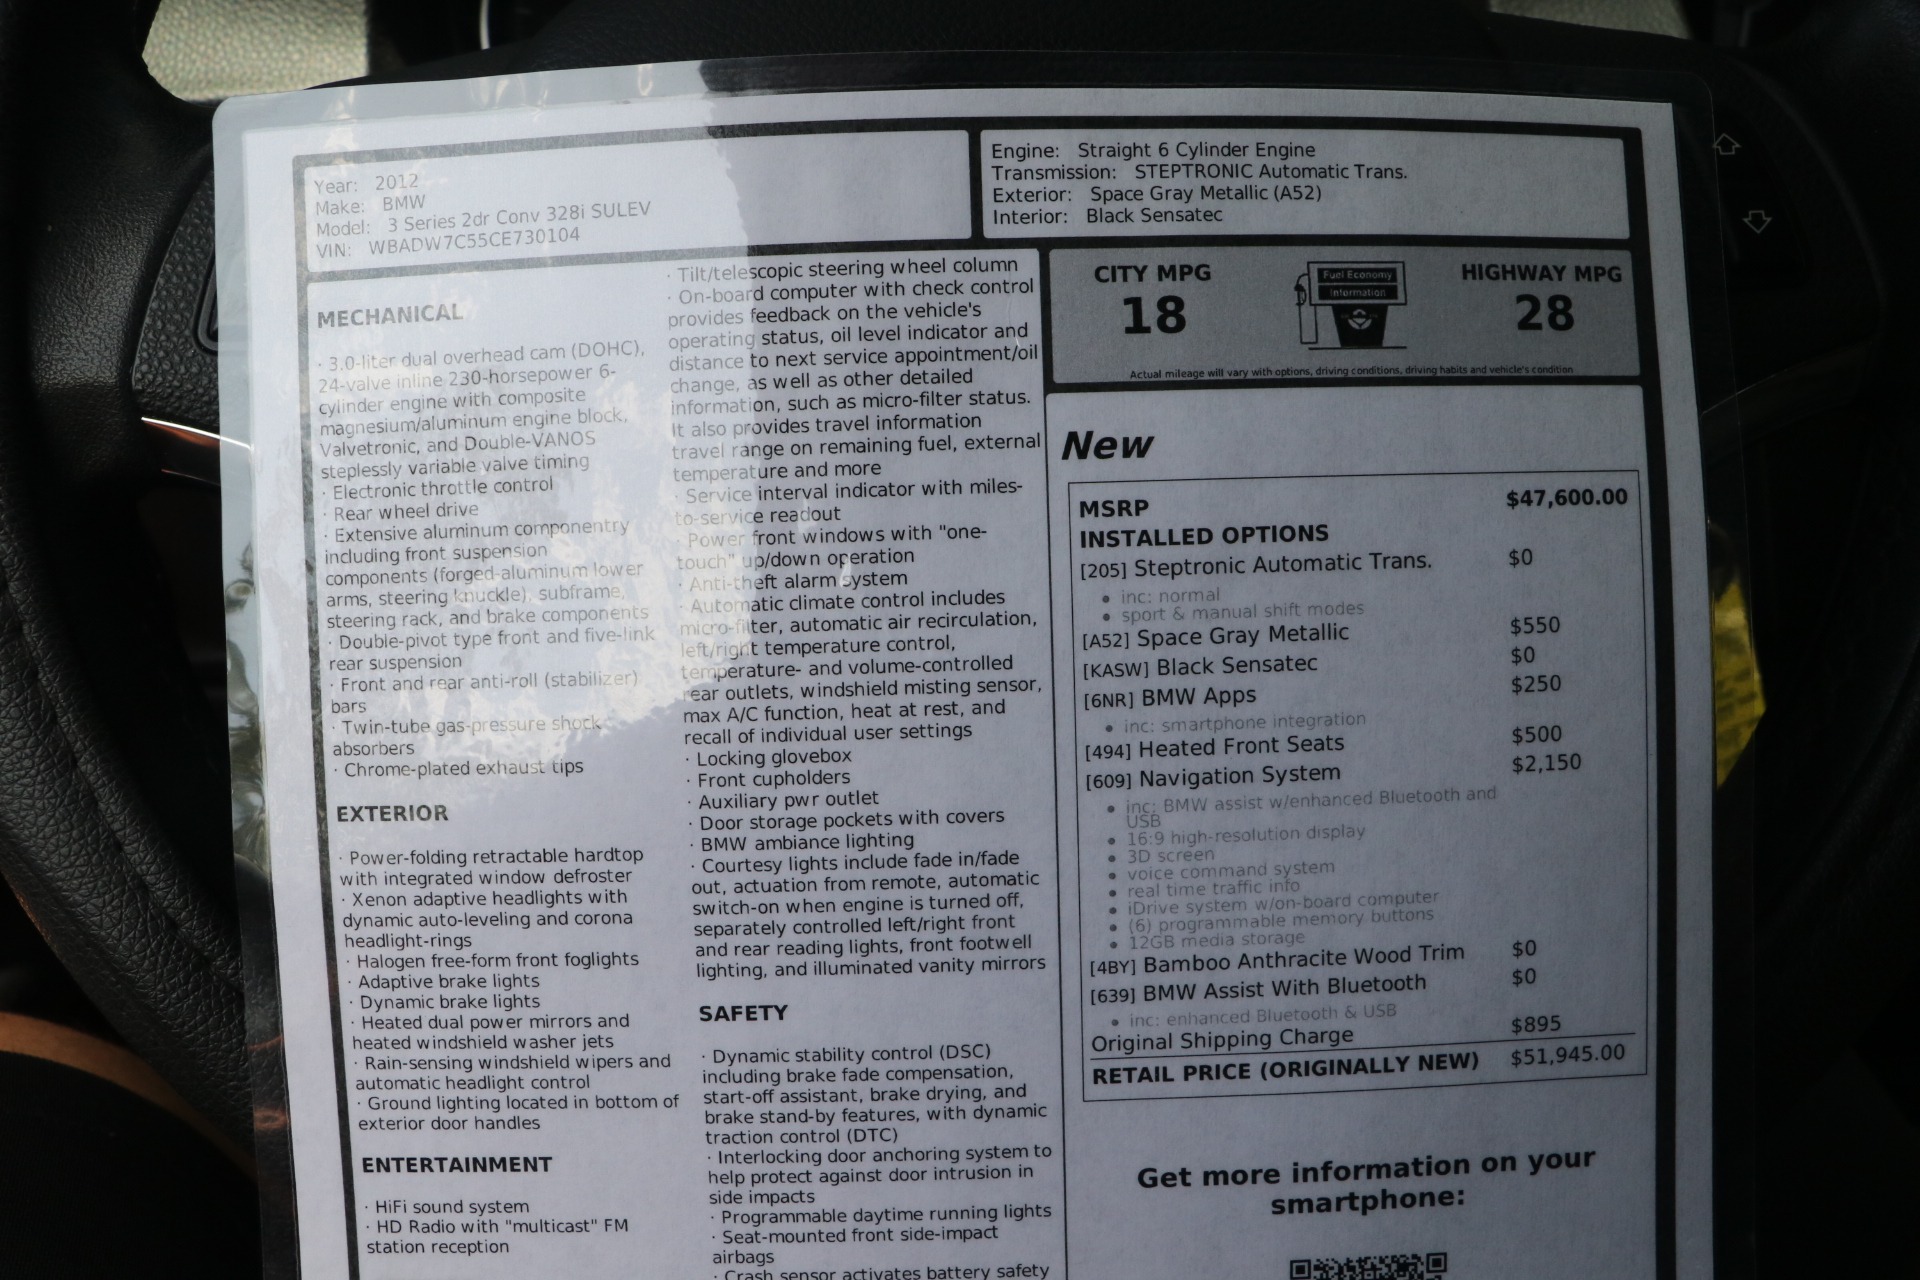 Year: 2012
Make: BMW
Model: 3 Series 2dr Conv 328i SULEV
VIN: WBADW7C55CE730104
Engine: Straight 6 Cylinder Engine
Transmission: STEPTRONIC Automatic Trans.
Exterior: Space Gray Metallic (A52)
Interior: Black Sensatec
MECHANICAL
· 3.0-liter dual overhead cam (DOHC),
24-valve inline 230-horsepower 6-
cylinder engine with composite
magnesium/aluminum engine block,
Valvetronic, and Double-VANOS
steplessly variable valve timing
· Electronic throttle control
· Rear wheel drive
· Extensive aluminum componentry
including front suspension
components (forged-aluminum lower
arms, steering knuckle), subframe,
steering rack, and brake components
· Double-pivot type front and five-link
rear suspension
· Front and rear anti-roll (stabilizer)
bars
· Twin-tube gas-pressure shock
absorbers
· Chrome-plated exhaust tips
EXTERIOR
· Power-folding retractable hardtop
with integrated window defroster
· Xenon adaptive headlights with
dynamic auto-leveling and corona
headlight-rings
· Halogen free-form front foglights
· Adaptive brake lights
· Dynamic brake lights
· Heated dual power mirrors and
heated windshield washer jets
· Rain-sensing windshield wipers and
automatic headlight control
· Ground lighting located in bottom of
exterior door handles
ENTERTAINMENT
· HiFi sound system
· HD Radio with "multicast" FM
station reception
· Tilt/telescopic steering wheel column
· On-board computer with check control
provides feedback on the vehicle's
operating status, oil level indicator and
distance to next service appointment/oil
change, as well as other detailed
information, such as micro-filter status.
It also provides travel information
travel range on remaining fuel, external
temperature and more
· Service interval indicator with miles-
to-service readout
· Power front windows with "one-
touch" up/down operation
· Anti-theft alarm system
· Automatic climate control includes
micro-filter, automatic air recirculation,
left/right temperature control,
temperature- and volume-controlled
rear outlets, windshield misting sensor,
max A/C function, heat at rest, and
recall of individual user settings
· Locking glovebox
· Front cupholders
· Auxiliary pwr outlet
· Door storage pockets with covers
· BMW ambiance lighting
· Courtesy lights include fade in/fade
out, actuation from remote, automatic
switch-on when engine is turned off,
separately controlled left/right front
and rear reading lights, front footwell
lighting, and illuminated vanity mirrors
SAFETY
· Dynamic stability control (DSC)
including brake fade compensation,
start-off assistant, brake drying, and
brake stand-by features, with dynamic
traction control (DTC)
· Interlocking door anchoring system to
help protect against door intrusion in
side impacts
· Programmable daytime running lights
· Seat-mounted front side-impact
airbags
· Crash sensor activates battery safety
CITY MPG
18
Fuel Economy
Information
HIGHWAY MPG
28
Actual mileage will vary with options, driving conditions, driving habits and vehicle's condition
New
MSRP $47,600.00
INSTALLED OPTIONS
[205] Steptronic Automatic Trans. $0
• inc: normal
• sport & manual shift modes
[A52] Space Gray Metallic $550
[KASW] Black Sensatec $0
[6NR] BMW Apps $250
• inc: smartphone integration
[494] Heated Front Seats $500
[609] Navigation System $2,150
• inc: BMW assist w/enhanced Bluetooth and
USB
• 16:9 high-resolution display
• 3D screen
• voice command system
• real time traffic info
• iDrive system w/on-board computer
• (6) programmable memory buttons
• 12GB media storage
[4BY] Bamboo Anthracite Wood Trim $0
[639] BMW Assist With Bluetooth $0
• inc: enhanced Bluetooth & USB
Original Shipping Charge $895
RETAIL PRICE (ORIGINALLY NEW) $51,945.00
Get more information on your
smartphone: